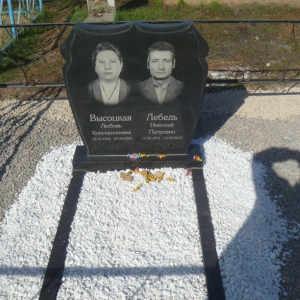 Высоцкая
Любовь
Константиновна
Лебедь
Николай
Петрович